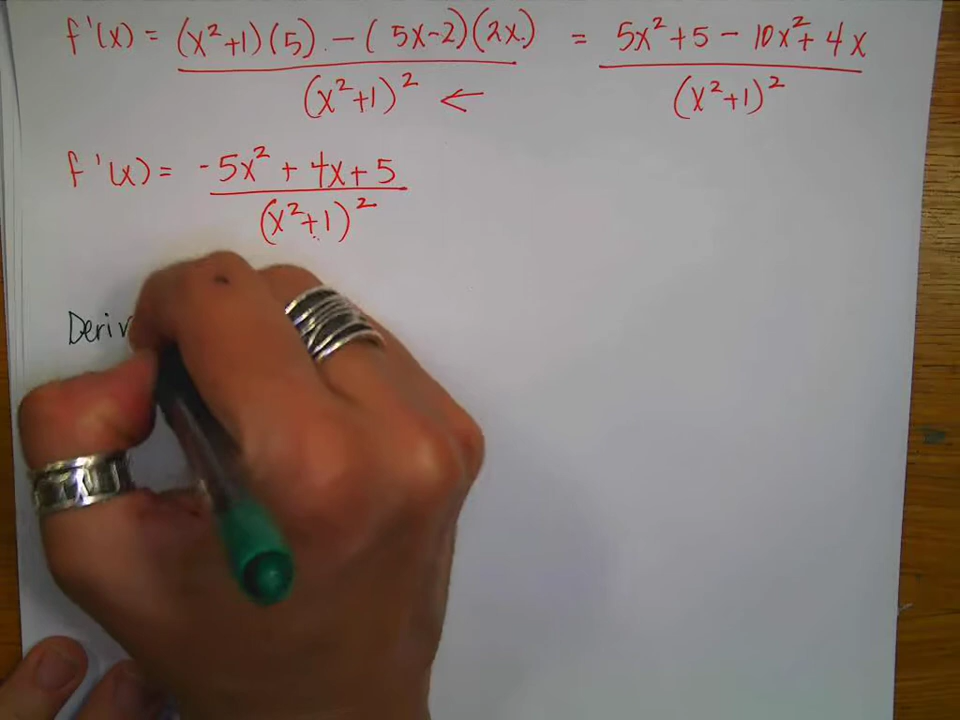 f'(x) = (x²+1)(5) - (5x-2)(2x) / (x²+1)² ← = 5x²+5-10x²+4x / (x²+1)²
f'(x) = -5x²+4x+5 / (x²+1)²
Deriv